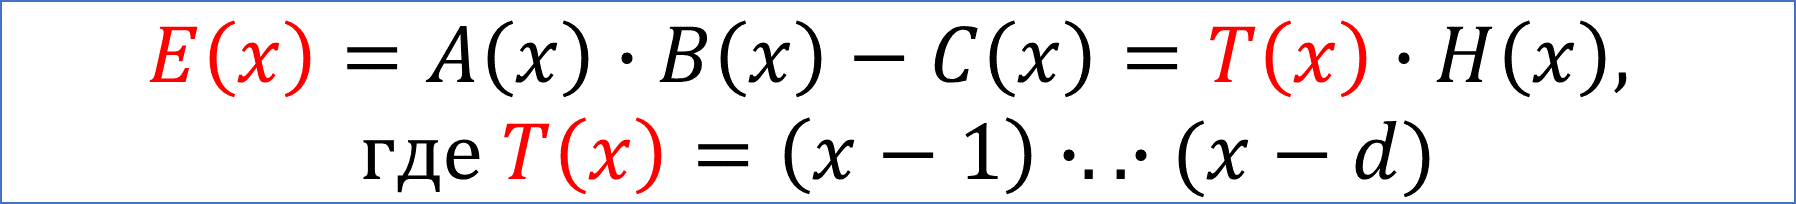 E(x) = A(x) · B(x) − C(x) = T(x) · H(x),
где T(x) = (x − 1) ·..· (x − d)